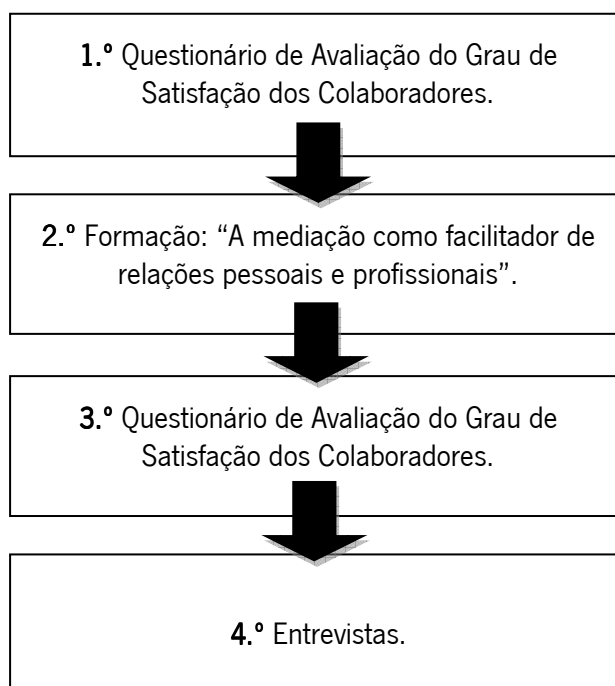 1.º Questionário de Avaliação do Grau de
Satisfação dos Colaboradores.
2.º Formação: “A mediação como facilitador de
relações pessoais e profissionais”.
3.º Questionário de Avaliação do Grau de
Satisfação dos Colaboradores.
4.º Entrevistas.